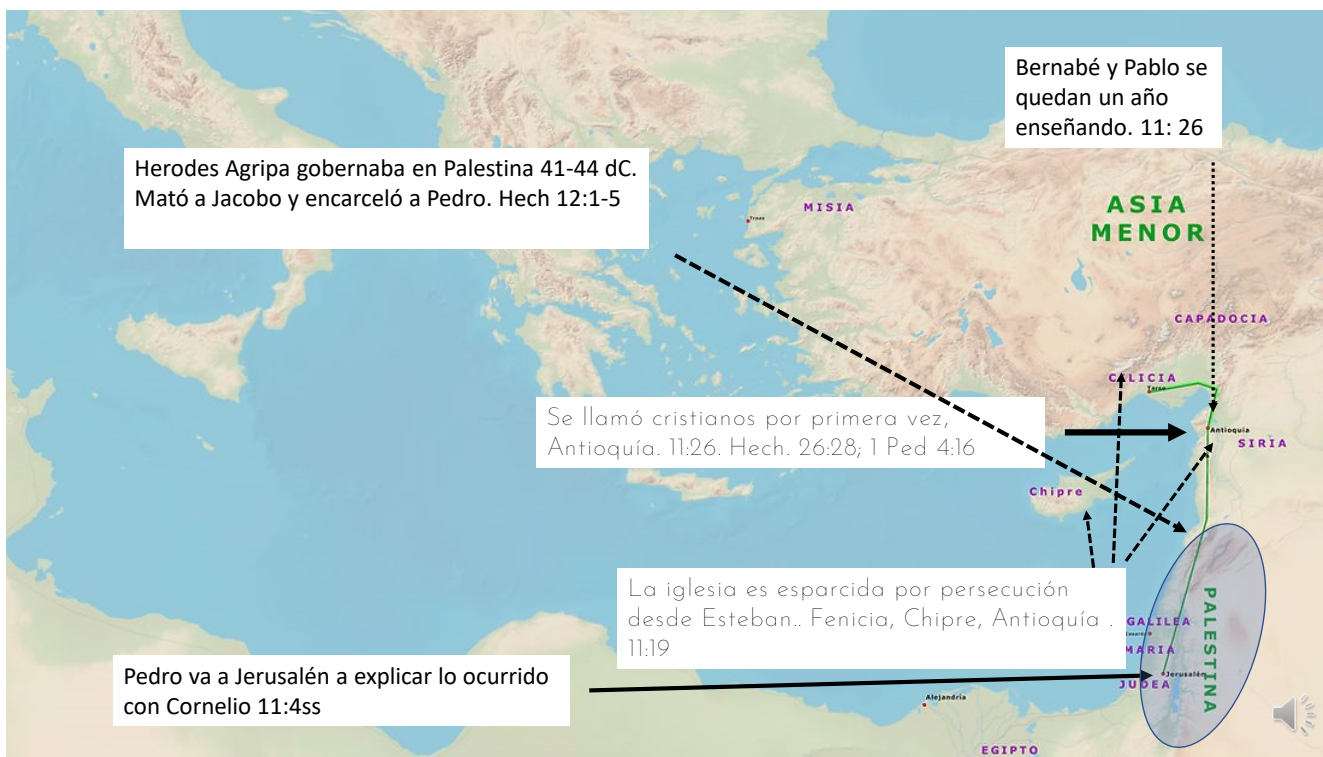 Bernabé y Pablo se
quedan un año
enseñando. 11: 26
Herodes Agripa gobernaba en Palestina 41-44 dC.
Mató a Jacobo y encarceló a Pedro. Hech 12:1-5
Troas
MISIA
ASIA
MENOR
CAPADOCIA
CILICIA
Tarso
Se llamó cristianos por primera vez,
Antioquía. 11:26. Hech. 26:28; 1 Ped 4:16
Antioquía
SIRIA
Chipre
La iglesia es esparcida por persecución
desde Esteban.. Fenicia, Chipre, Antioquía .
11:19
GALILEA
MARIA
PALESTINA
Jerusalén
JUDEA
Pedro va a Jerusalén a explicar lo ocurrido
con Cornelio 11:4ss
Alejandría
EGIPTO